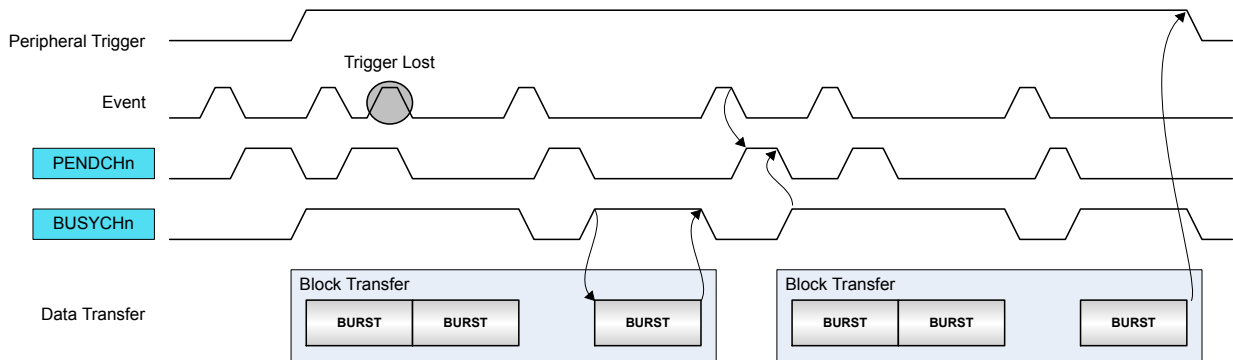 Peripheral Trigger
Trigger Lost
Event
PENDCHn
BUSYCHn
Data Transfer
Block Transfer
BURST
BURST
BURST
Block Transfer
BURST
BURST
BURST